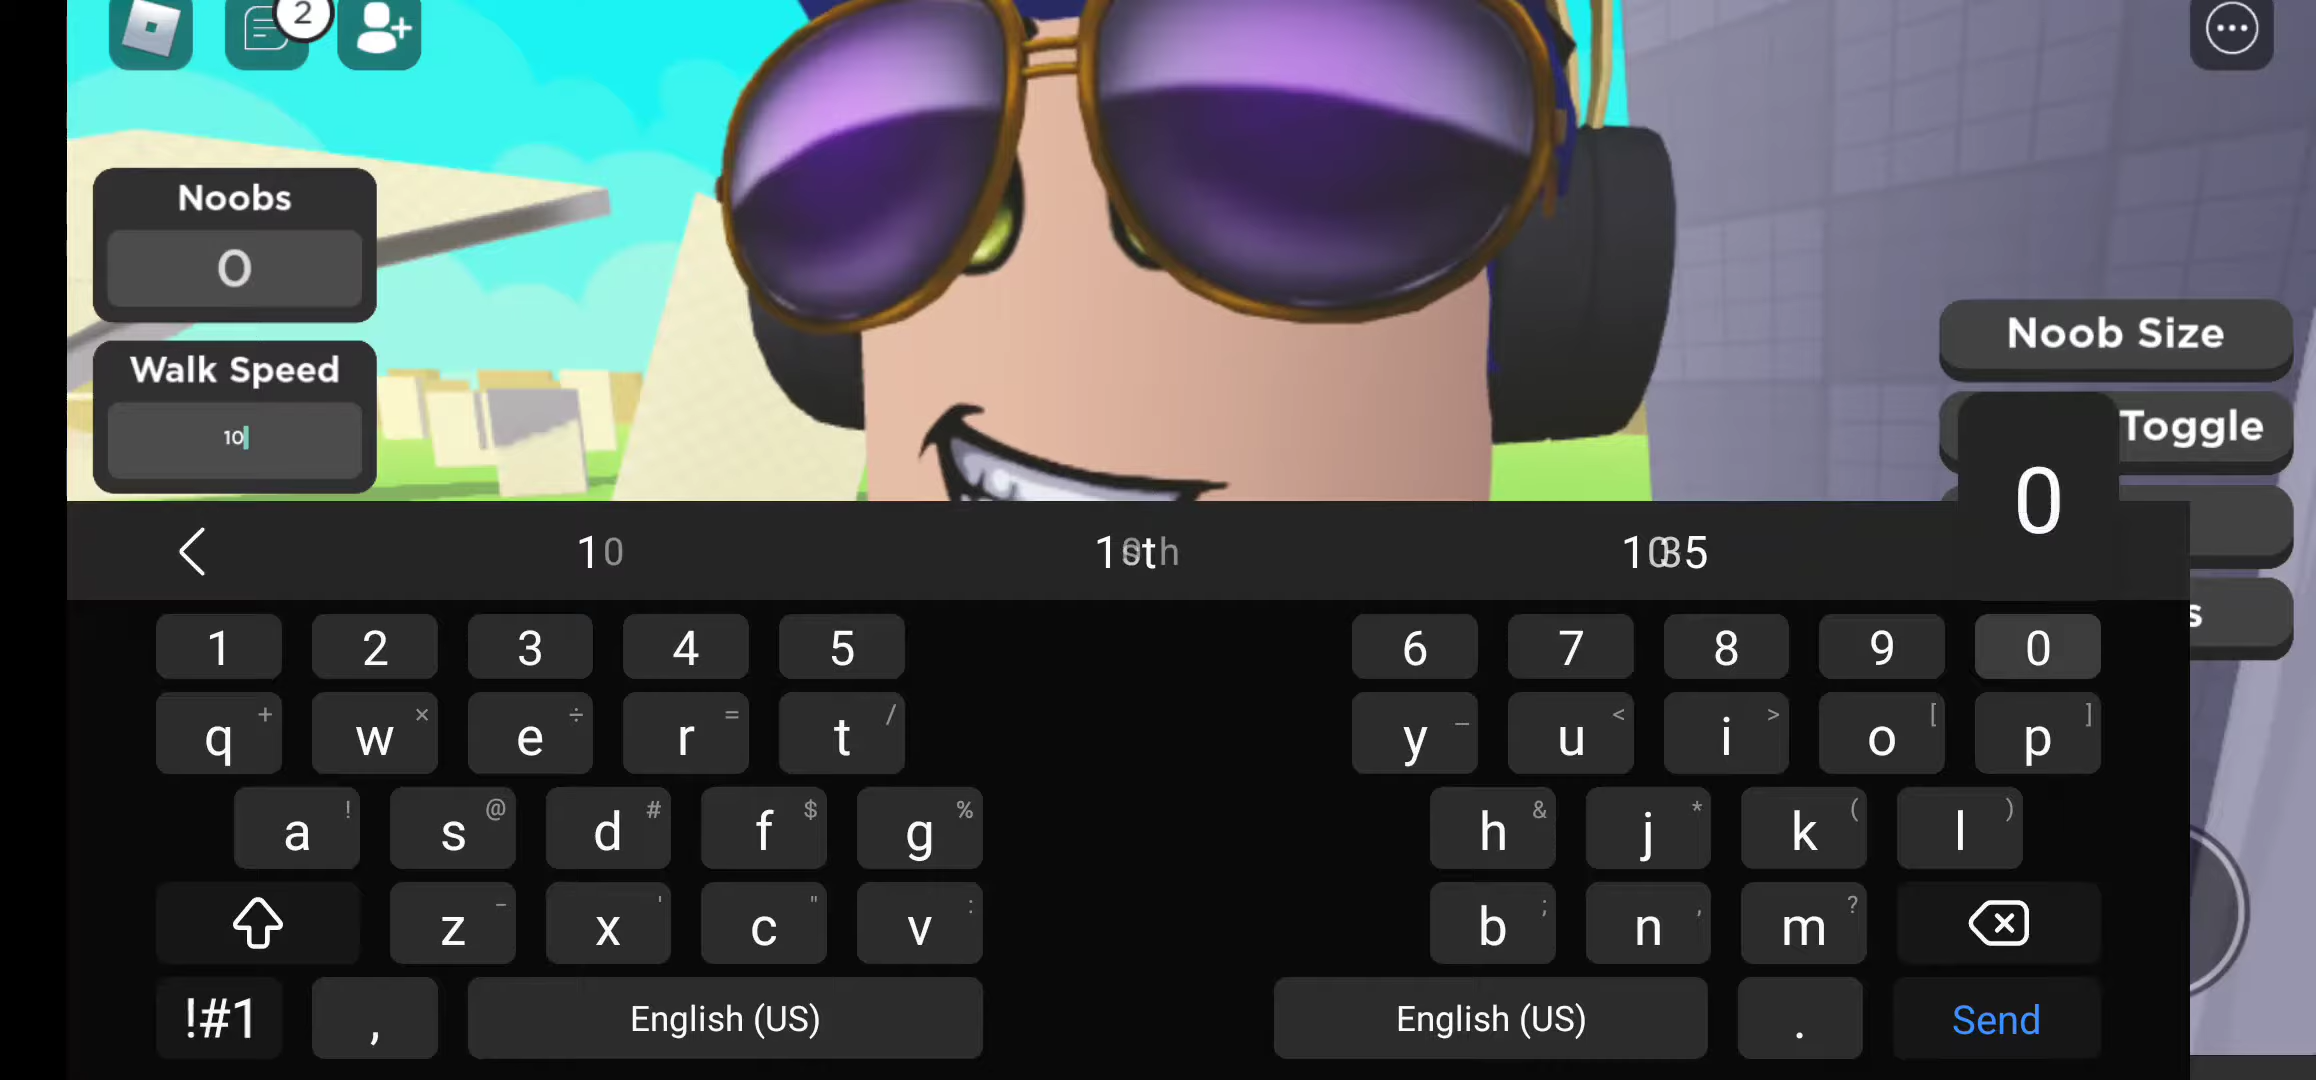 2
Noobs
0
Walk Speed
10
Noob Size
Toggle
0
s
10
1
2
3
4
5
6
7
8
9
0
q + w × e ÷ r = t / y _ u < i > o [ p ]
a ! s @ d # f $ g % h & j * k ( l )
z - x ' c " v : b ; n , m ?
!#1 , English (US) English (US) . Send